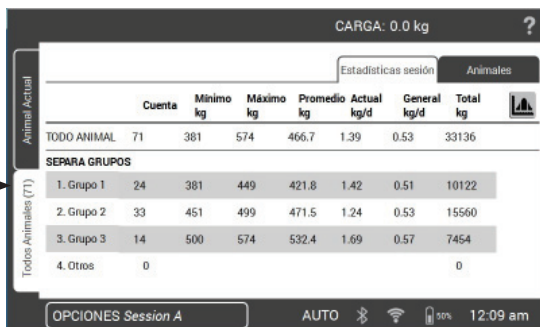 CARGA: 0.0 kg ?
Estadísticas sesión Animales
Cuenta Mínimo kg Máximo kg Promedio kg Actual kg/d General kg/d Total kg
TODO ANIMAL 71 381 574 466.7 1.39 0.53 33136
SEPARA GRUPOS
1. Grupo 1 24 381 449 421.8 1.42 0.51 10122
2. Grupo 2 33 451 499 471.5 1.24 0.53 15560
3. Grupo 3 14 500 574 532.4 1.69 0.57 7454
4. Otros 0 0
Animal Actual
Todos Animales (71)
OPCIONES Session A AUTO 50% 12:09 am